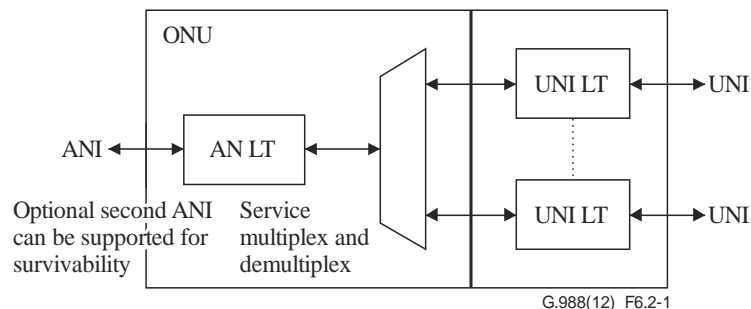 ONU
UNI LT
UNI
ANI
AN LT
Optional second ANI
can be supported for
survivability
Service
multiplex and
demultiplex
UNI LT
UNI
G.988(12)_F6.2-1